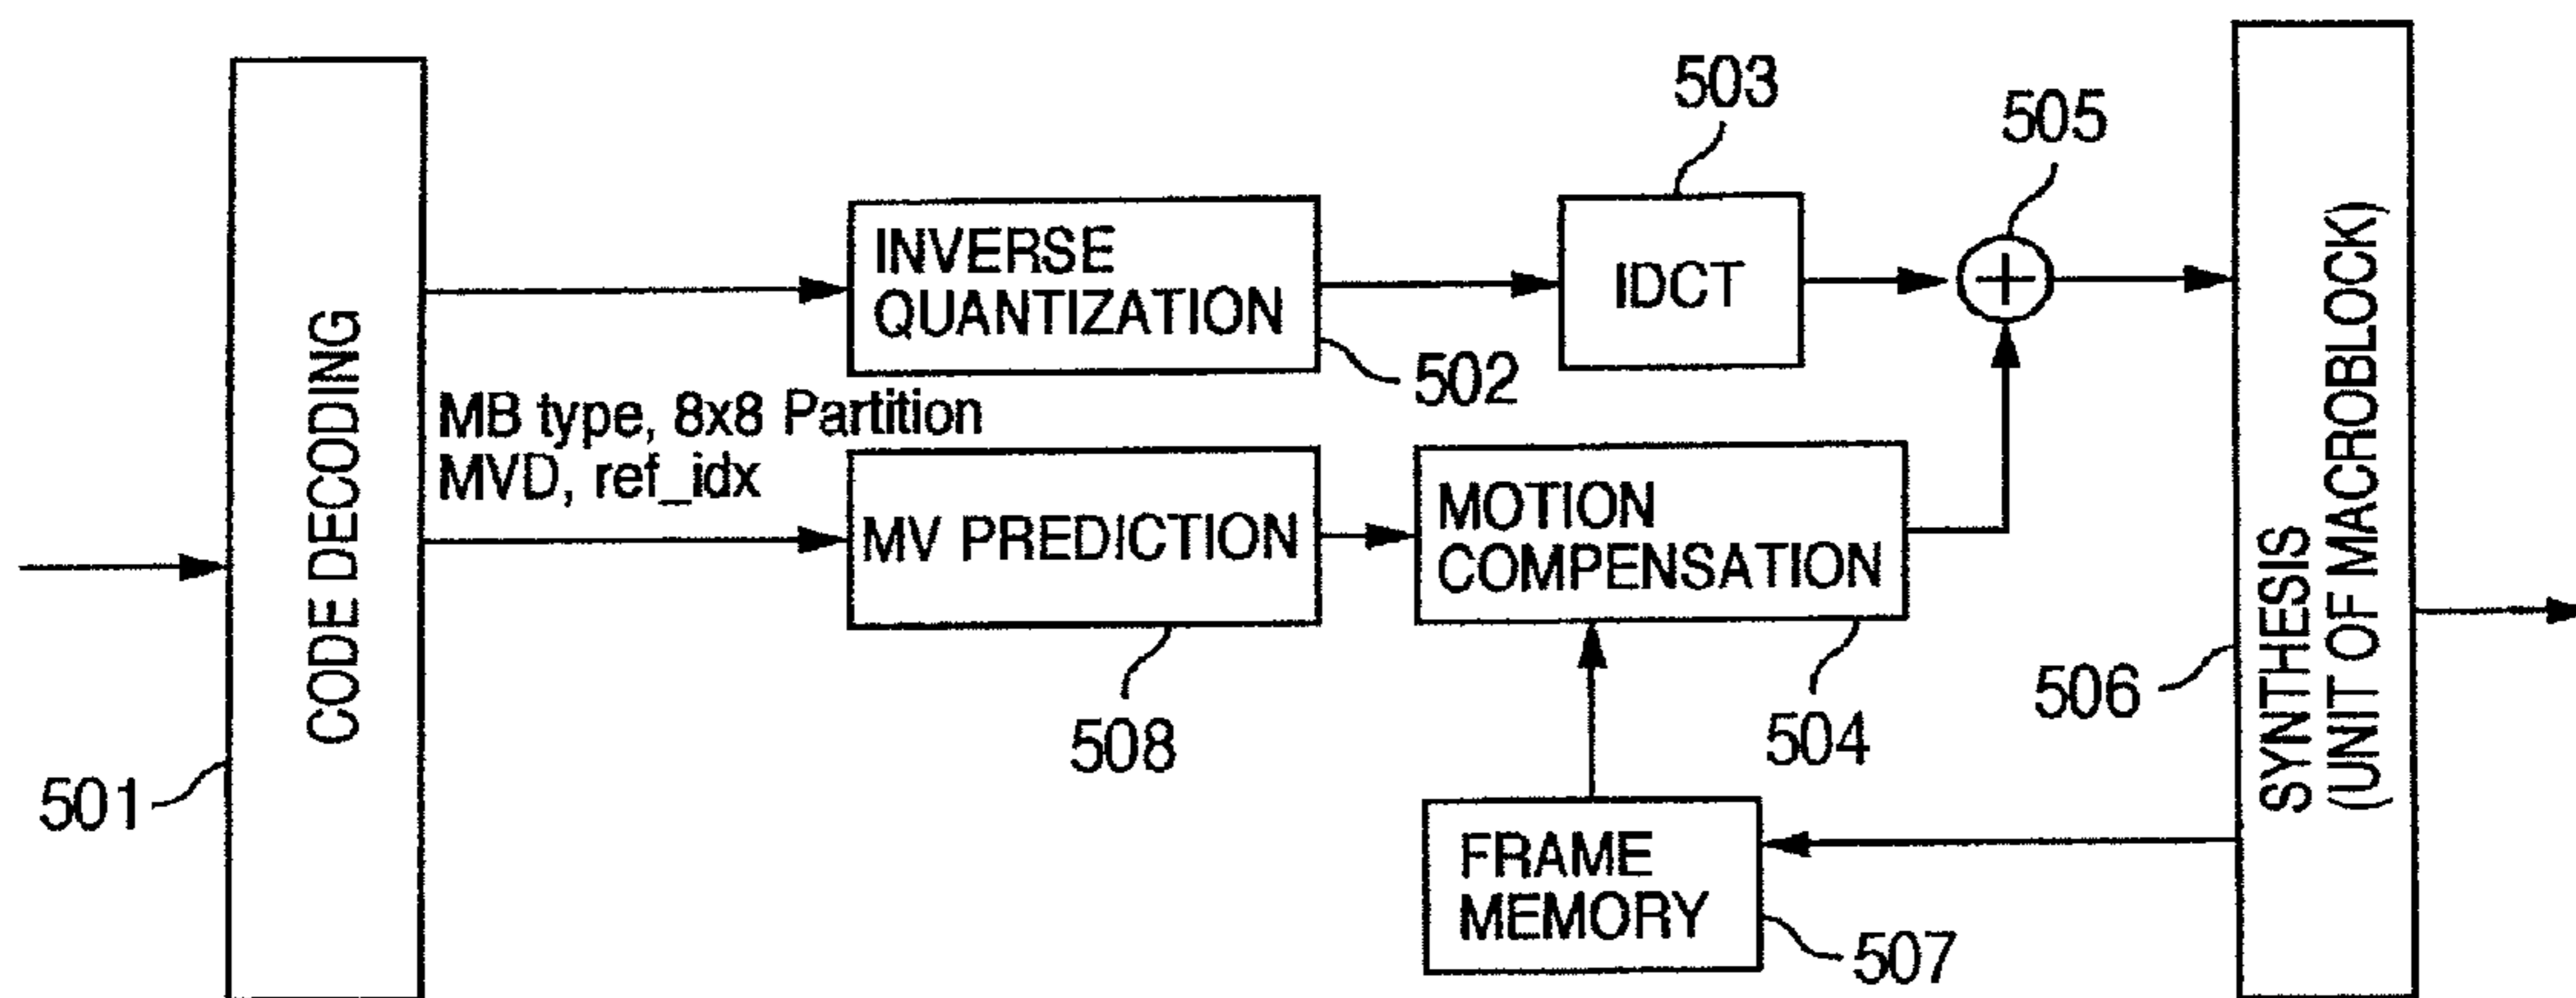 503
505
INVERSE
QUANTIZATION
IDCT
+
502
CODE DECODING
MB type, 8x8 Partition
MVD, ref_idx
MV PREDICTION
MOTION
COMPENSATION
SYNTHESIS
(UNIT OF MACRROBLOCK)
506
508
504
501
FRAME
MEMORY
507